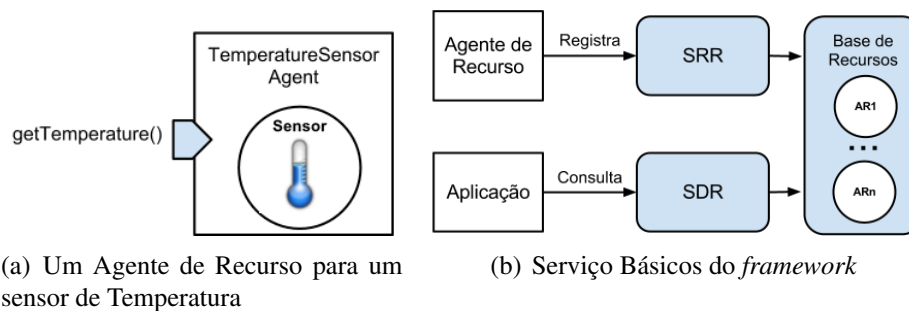 TemperatureSensor
Agent
Sensor
getTemperature()
(a) Um Agente de Recurso para um
sensor de Temperatura
Agente de
Recurso
Registra
SRR
Base de
Recursos
AR1
...
ARn
Aplicação
Consulta
SDR
(b) Serviço Básicos do framework